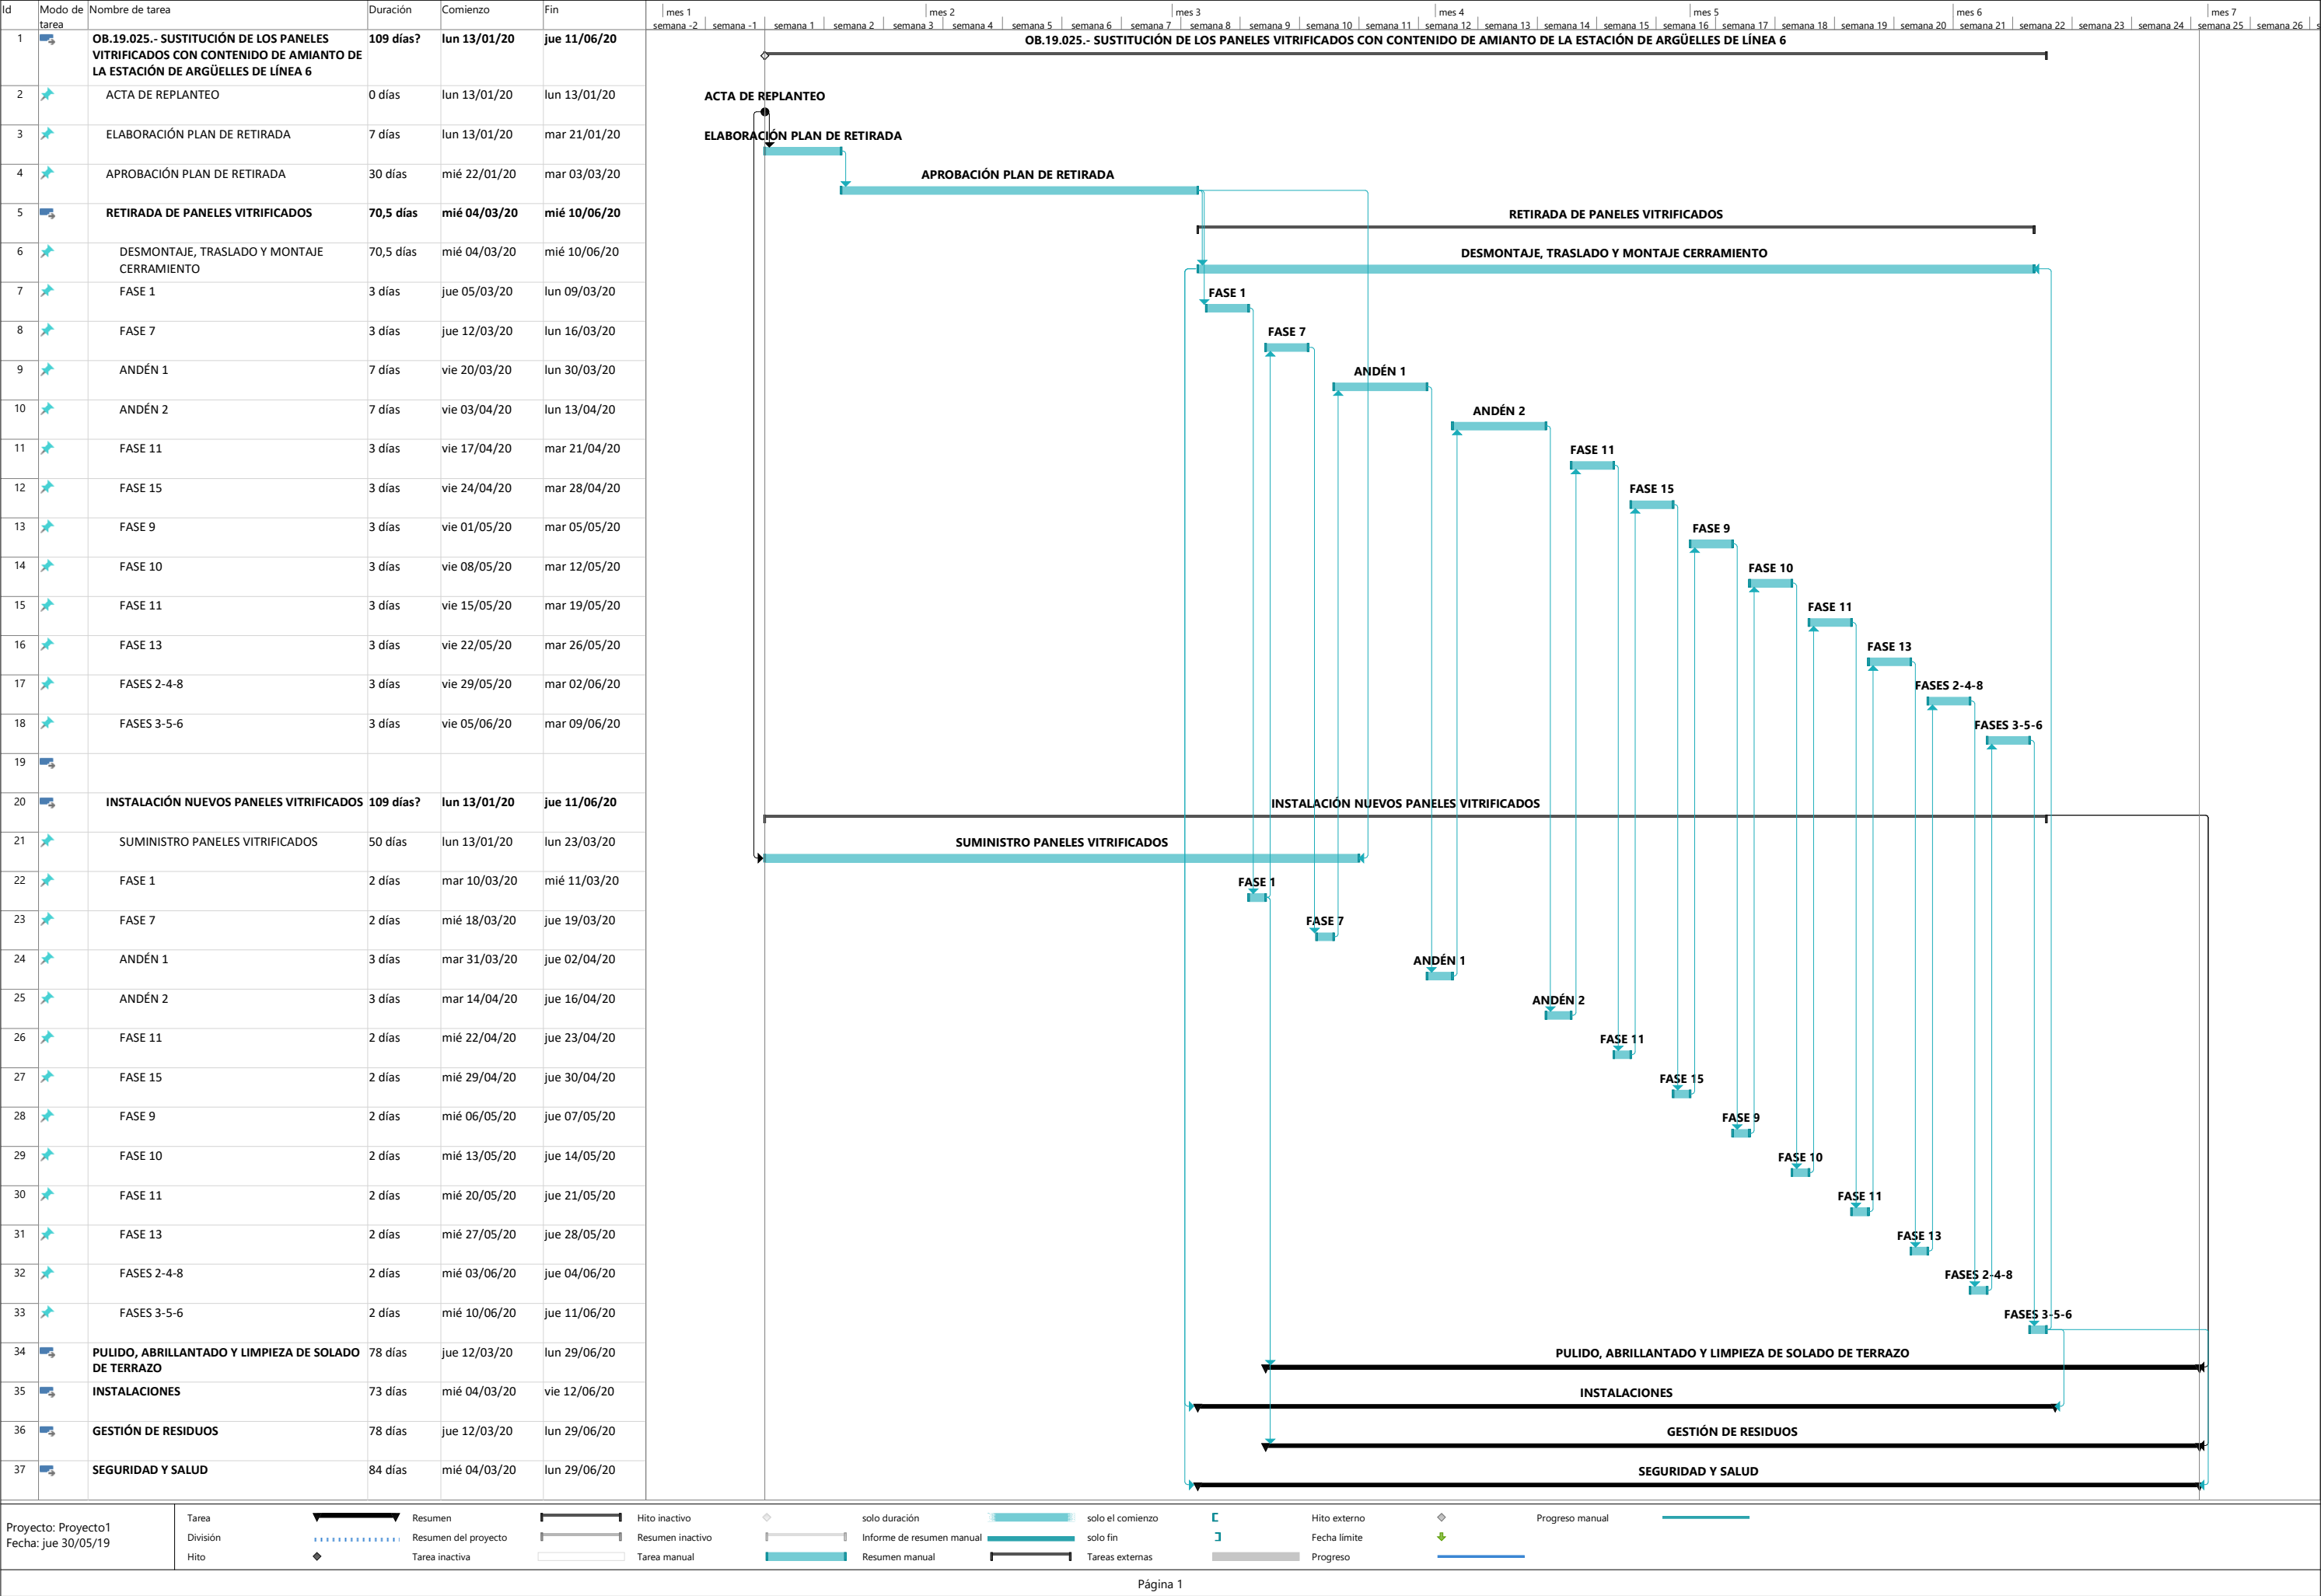 Id Modo de tarea Nombre de tarea Duración Comienzo Fin
mes 1 mes 2 mes 3 mes 4 mes 5 mes 6 mes 7
semana -2 semana -1 semana 1 semana 2 semana 3 semana 4 semana 5 semana 6 semana 7 semana 8 semana 9 semana 10 semana 11 semana 12 semana 13 semana 14 semana 15 semana 16 semana 17 semana 18 semana 19 semana 20 semana 21 semana 22 semana 23 semana 24 semana 25 semana 26 s
1 OB.19.025.- SUSTITUCIÓN DE LOS PANELES 109 días? lun 13/01/20 jue 11/06/20
VITRIFICADOS CON CONTENIDO DE AMIANTO DE
LA ESTACIÓN DE ARGÜELLES DE LÍNEA 6
OB.19.025.- SUSTITUCIÓN DE LOS PANELES VITRIFICADOS CON CONTENIDO DE AMIANTO DE LA ESTACIÓN DE ARGÜELLES DE LÍNEA 6
2 ACTA DE REPLANTEO 0 días lun 13/01/20 lun 13/01/20
ACTA DE REPLANTEO
3 ELABORACIÓN PLAN DE RETIRADA 7 días lun 13/01/20 mar 21/01/20
ELABORACIÓN PLAN DE RETIRADA
4 APROBACIÓN PLAN DE RETIRADA 30 días mié 22/01/20 mar 03/03/20
APROBACIÓN PLAN DE RETIRADA
5 RETIRADA DE PANELES VITRIFICADOS 70,5 días mié 04/03/20 mié 10/06/20
RETIRADA DE PANELES VITRIFICADOS
6 DESMONTAJE, TRASLADO Y MONTAJE 70,5 días mié 04/03/20 mié 10/06/20
CERRAMIENTO
DESMONTAJE, TRASLADO Y MONTAJE CERRAMIENTO
7 FASE 1 3 días jue 05/03/20 lun 09/03/20
FASE 1
8 FASE 7 3 días jue 12/03/20 lun 16/03/20
FASE 7
9 ANDÉN 1 7 días vie 20/03/20 lun 30/03/20
ANDÉN 1
10 ANDÉN 2 7 días vie 03/04/20 lun 13/04/20
ANDÉN 2
11 FASE 11 3 días vie 17/04/20 mar 21/04/20
FASE 11
12 FASE 15 3 días vie 24/04/20 mar 28/04/20
FASE 15
13 FASE 9 3 días vie 01/05/20 mar 05/05/20
FASE 9
14 FASE 10 3 días vie 08/05/20 mar 12/05/20
FASE 10
15 FASE 11 3 días vie 15/05/20 mar 19/05/20
FASE 11
16 FASE 13 3 días vie 22/05/20 mar 26/05/20
FASE 13
17 FASES 2-4-8 3 días vie 29/05/20 mar 02/06/20
FASES 2-4-8
18 FASES 3-5-6 3 días vie 05/06/20 mar 09/06/20
FASES 3-5-6
19
20 INSTALACIÓN NUEVOS PANELES VITRIFICADOS 109 días? lun 13/01/20 jue 11/06/20
INSTALACIÓN NUEVOS PANELES VITRIFICADOS
21 SUMINISTRO PANELES VITRIFICADOS 50 días lun 13/01/20 lun 23/03/20
SUMINISTRO PANELES VITRIFICADOS
22 FASE 1 2 días mar 10/03/20 mié 11/03/20
FASE 1
23 FASE 7 2 días mié 18/03/20 jue 19/03/20
FASE 7
24 ANDÉN 1 3 días mar 31/03/20 jue 02/04/20
ANDÉN 1
25 ANDÉN 2 3 días mar 14/04/20 jue 16/04/20
ANDÉN 2
26 FASE 11 2 días mié 22/04/20 jue 23/04/20
FASE 11
27 FASE 15 2 días mié 29/04/20 jue 30/04/20
FASE 15
28 FASE 9 2 días mié 06/05/20 jue 07/05/20
FASE 9
29 FASE 10 2 días mié 13/05/20 jue 14/05/20
FASE 10
30 FASE 11 2 días mié 20/05/20 jue 21/05/20
FASE 11
31 FASE 13 2 días mié 27/05/20 jue 28/05/20
FASE 13
32 FASES 2-4-8 2 días mié 03/06/20 jue 04/06/20
FASES 2-4-8
33 FASES 3-5-6 2 días mié 10/06/20 jue 11/06/20
FASES 3-5-6
34 PULIDO, ABRILLANTADO Y LIMPIEZA DE SOLADO 78 días jue 12/03/20 lun 29/06/20
DE TERRAZO
PULIDO, ABRILLANTADO Y LIMPIEZA DE SOLADO DE TERRAZO
35 INSTALACIONES 73 días mié 04/03/20 vie 12/06/20
INSTALACIONES
36 GESTIÓN DE RESIDUOS 78 días jue 12/03/20 lun 29/06/20
GESTIÓN DE RESIDUOS
37 SEGURIDAD Y SALUD 84 días mié 04/03/20 lun 29/06/20
SEGURIDAD Y SALUD
Proyecto: Proyecto1
Fecha: jue 30/05/19
Tarea Resumen Hito inactivo solo duración solo el comienzo Hito externo Progreso manual
División Resumen del proyecto Resumen inactivo Informe de resumen manual solo fin Fecha límite
Hito Tarea inactiva Tarea manual Resumen manual Tareas externas Progreso
Página 1